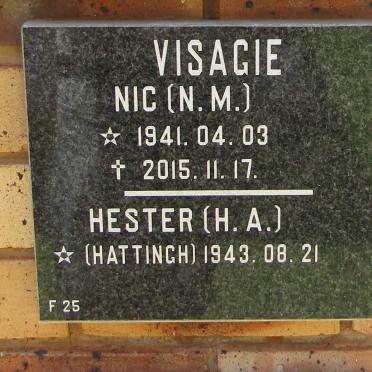 VISAGIE
NIC (N. M.)
☆ 1941. 04. 03
✝ 2015. 11. 17.
HESTER (H. A.)
☆ (HATTINGH) 1943. 08. 21
F 25